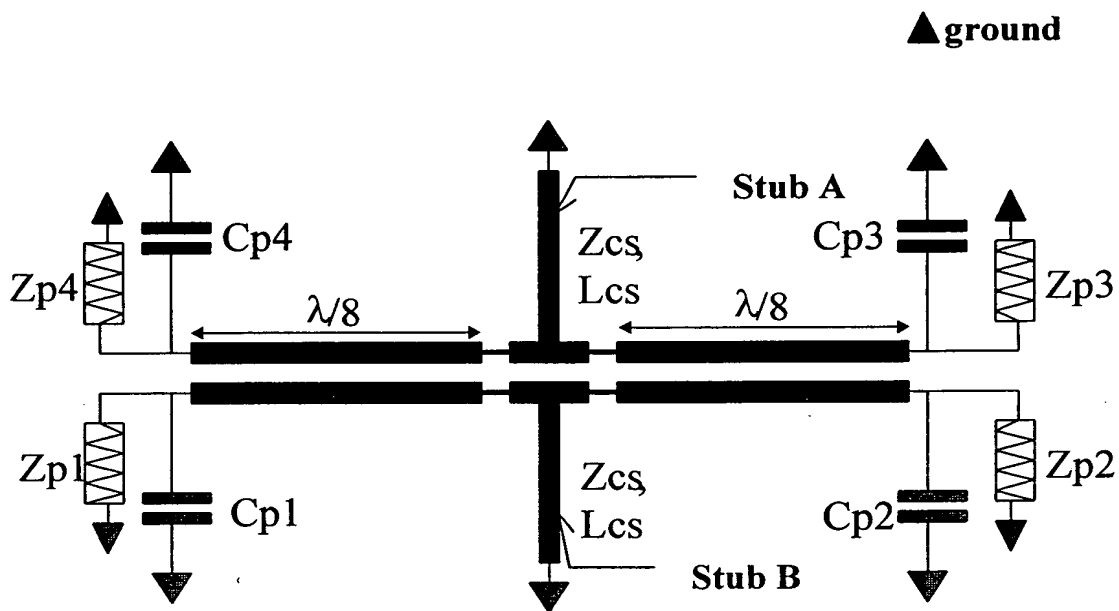 ground
Stub A
Cp4
Zcs,
Lcs
Cp3
Zp4
Zp3
λ/8
λ/8
Zp1
Cp1
Zcs,
Lcs
Cp2
Zp2
Stub B